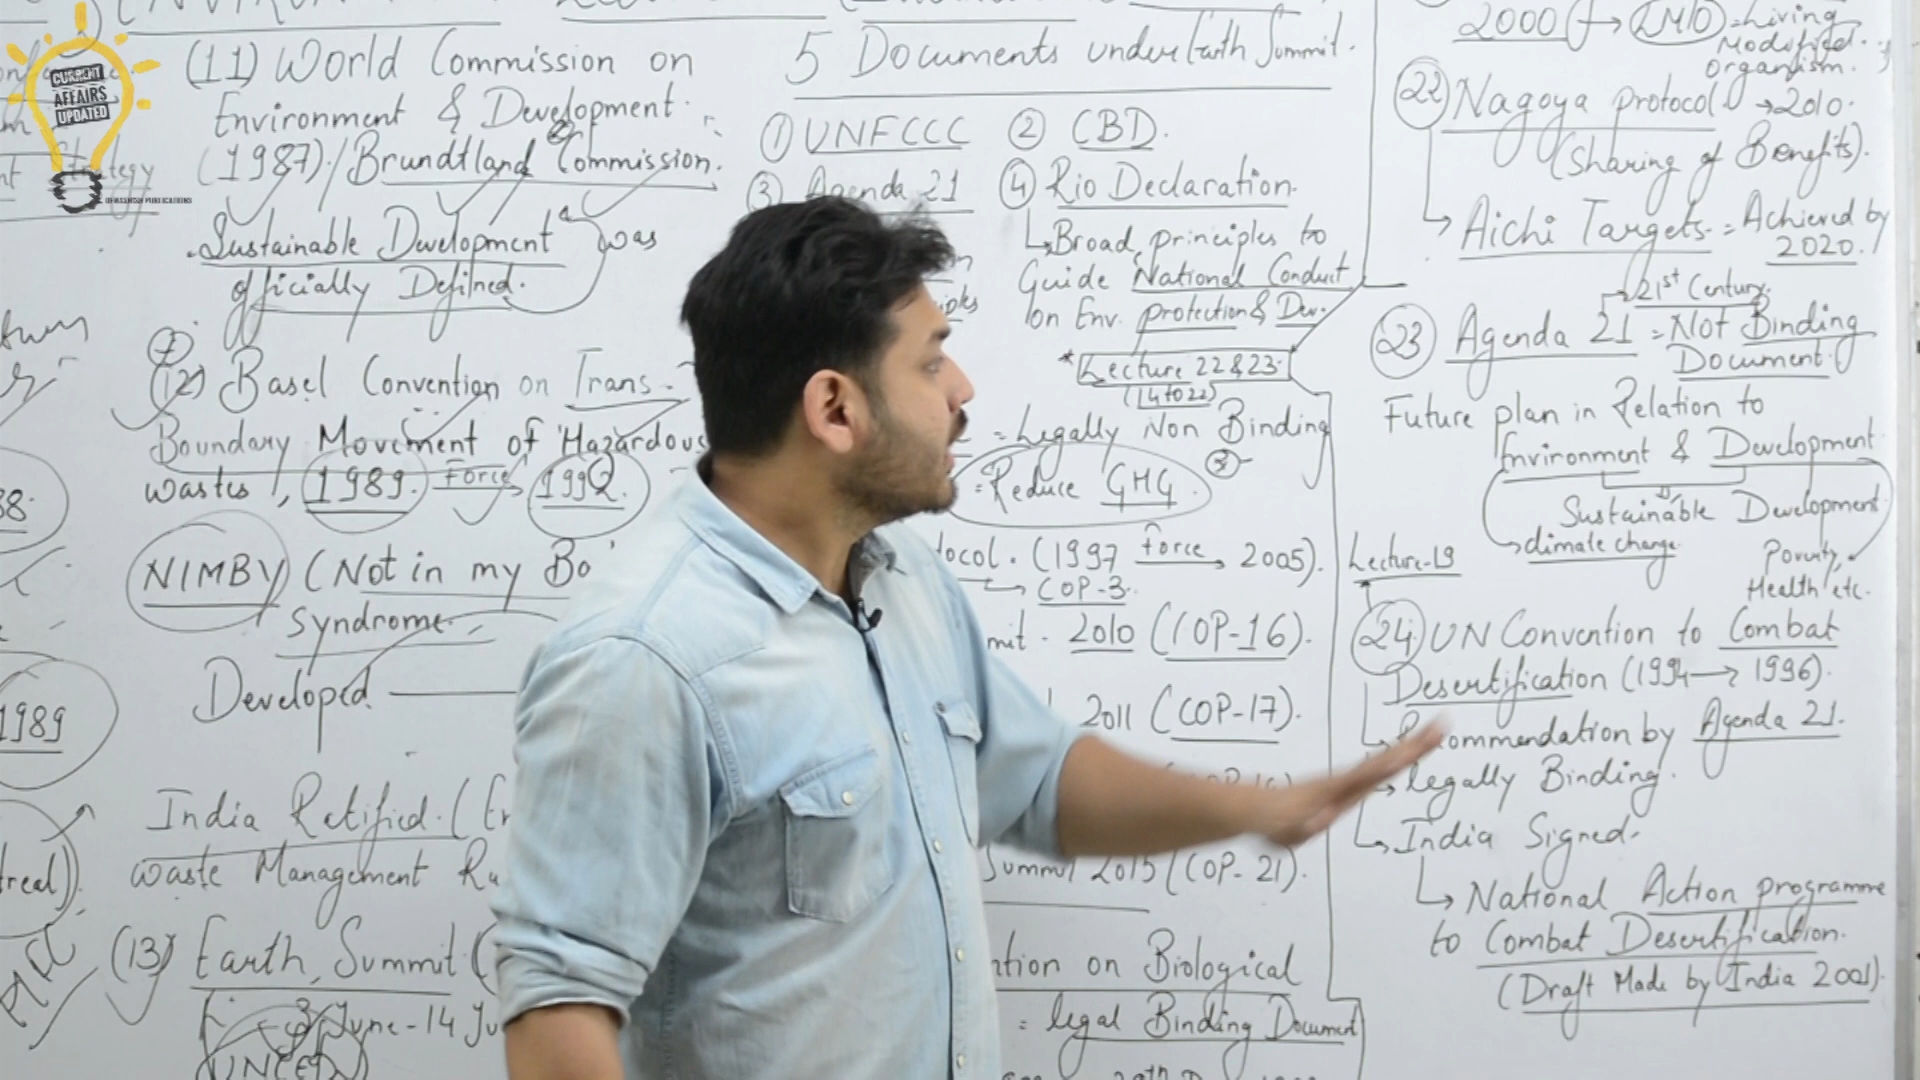 CURRENT
AFFAIRS
UPDATED
Strategy
(11) World Commission on
Environment & Development
(1987) / Brundtland Commission.
Sustainable Development was
officially Defined.
(12) Basel Convention on Trans-
Boundary Movement of Hazardous
wastes, 1989. Force 1992.
NIMBY (Not in my Ba
Syndrome.
Developed
1989
India Ratified. (
Waste Management Ru
(13) Earth Summit (
3 June-14 Ju
UNCED
5 Documents under Earth Summit.
① UNFCCC ② CBD.
③ Agenda 21 ④ Rio Declaration.
Broad principles to
Guide National Conduct
on Env. protection & Dev.
* Lecture 22 & 23.
(14 to 22)
= Legally Non Binding
= Reduce GHG.
tocol. (1997 force 2005).
COP-3.
mit. 2010 (COP-16).
2011 (COP-17).
Summit 2015 (COP-21).
ntion on Biological
= legal Binding Document
2000 → LMO = Living
Modified
Organism.
22 Nagoya protocol → 2010.
(Sharing of Benefits).
Aichi Targets = Achieved by
2020.
21st Century.
23 Agenda 21 = Not Binding
Document.
Future plan in Relation to
Environment & Development
Sustainable Development
climate change
Poverty,
Health etc.
Lecture-19
24. UN Convention to Combat
Desertification (1994 → 1996).
Recommendation by Agenda 21.
legally Binding.
India Signed.
National Action programme
to Combat Desertification.
(Draft Made by India 2001).